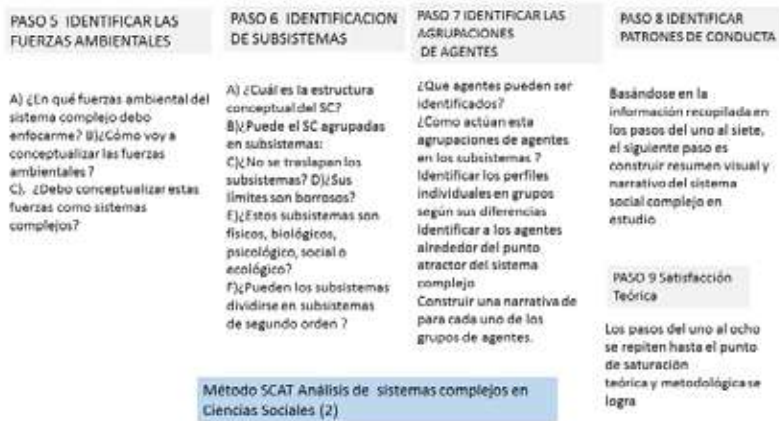 PASO 5 IDENTIFICAR LAS
FUERZAS AMBIENTALES
A) ¿En qué fuerzas ambiental del
sistema complejo debo
enfocarme? B)¿Cómo voy a
conceptualizar las fuerzas
ambientales ?
C). ¿Debo conceptualizar estas
fuerzas como sistemas
complejos?
PASO 6 IDENTIFICACION
DE SUBSISTEMAS
A) ¿Cuál es la estructura
conceptual del SC?
B)¿Puede el SC agrupadas
en subsistemas:
C)¿No se traslapan los
subsistemas? D)¿Sus
límites son borrosos?
E)¿Estos subsistemas son
físicos, biológicos,
psicológico, social o
ecológico?
F)¿Pueden los subsistemas
dividirse en subsistemas
de segundo orden ?
PASO 7 IDENTIFICAR LAS
AGRUPACIONES
DE AGENTES
¿Que agentes pueden ser
identificados?
¿Como actúan esta
agrupaciones de agentes
en los subsistemas ?
Identificar los perfiles
individuales en grupos
según sus diferencias
Identificar a los agentes
alrededor del punto
atractor del sistema
complejo
Construir una narrativa de
para cada uno de los
grupos de agentes.
PASO 8 IDENTIFICAR
PATRONES DE CONDUCTA
Basándose en la
información recopilada en
los pasos del uno al siete,
el siguiente paso es
construir resumen visual y
narrativo del sistema
social complejo en
estudio
PASO 9 Satisfacción
Teórica
Los pasos del uno al ocho
se repiten hasta el punto
de saturación
teórica y metodológica se
logra
Método SCAT Análisis de sistemas complejos en
Ciencias Sociales (2)